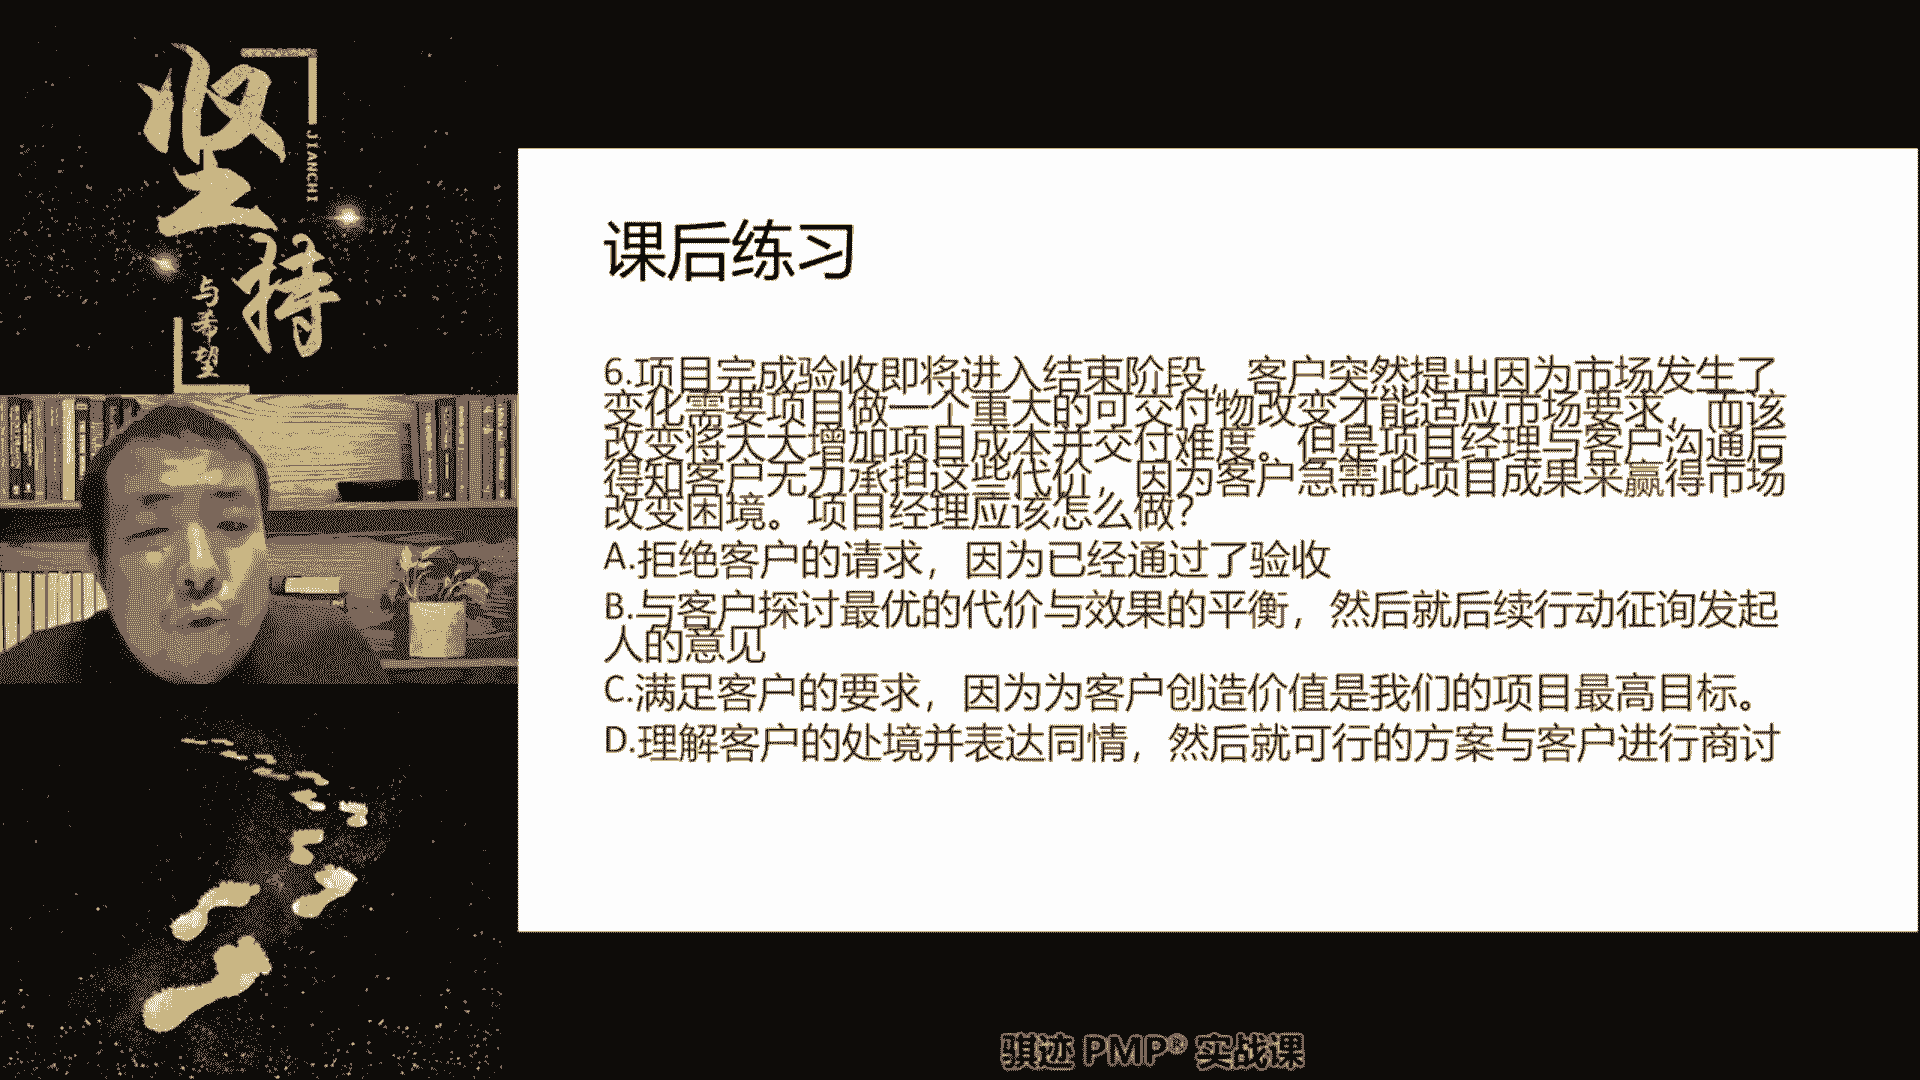 坚持
JIANCHI
与希望
课后练习
6.项目完成验收即将进入结束阶段，客户突然提出因为市场发生了
变化需要项目做一个重大的可交付物改变才能适应市场要求，而该
改变将大大增加项目成本并交付难度。但是项目经理与客户沟通后
得知客户无力承担这些代价，因为客户急需此项目成果来赢得市场
改变困境。项目经理应该怎么做？
A.拒绝客户的请求，因为已经通过了验收
B.与客户探讨最优的代价与效果的平衡，然后就后续行动征询发起
人的意见
C.满足客户的要求，因为为客户创造价值是我们的项目最高目标。
D.理解客户的处境并表达同情，然后就可行的方案与客户进行商讨
骐迹 PMP® 实战课